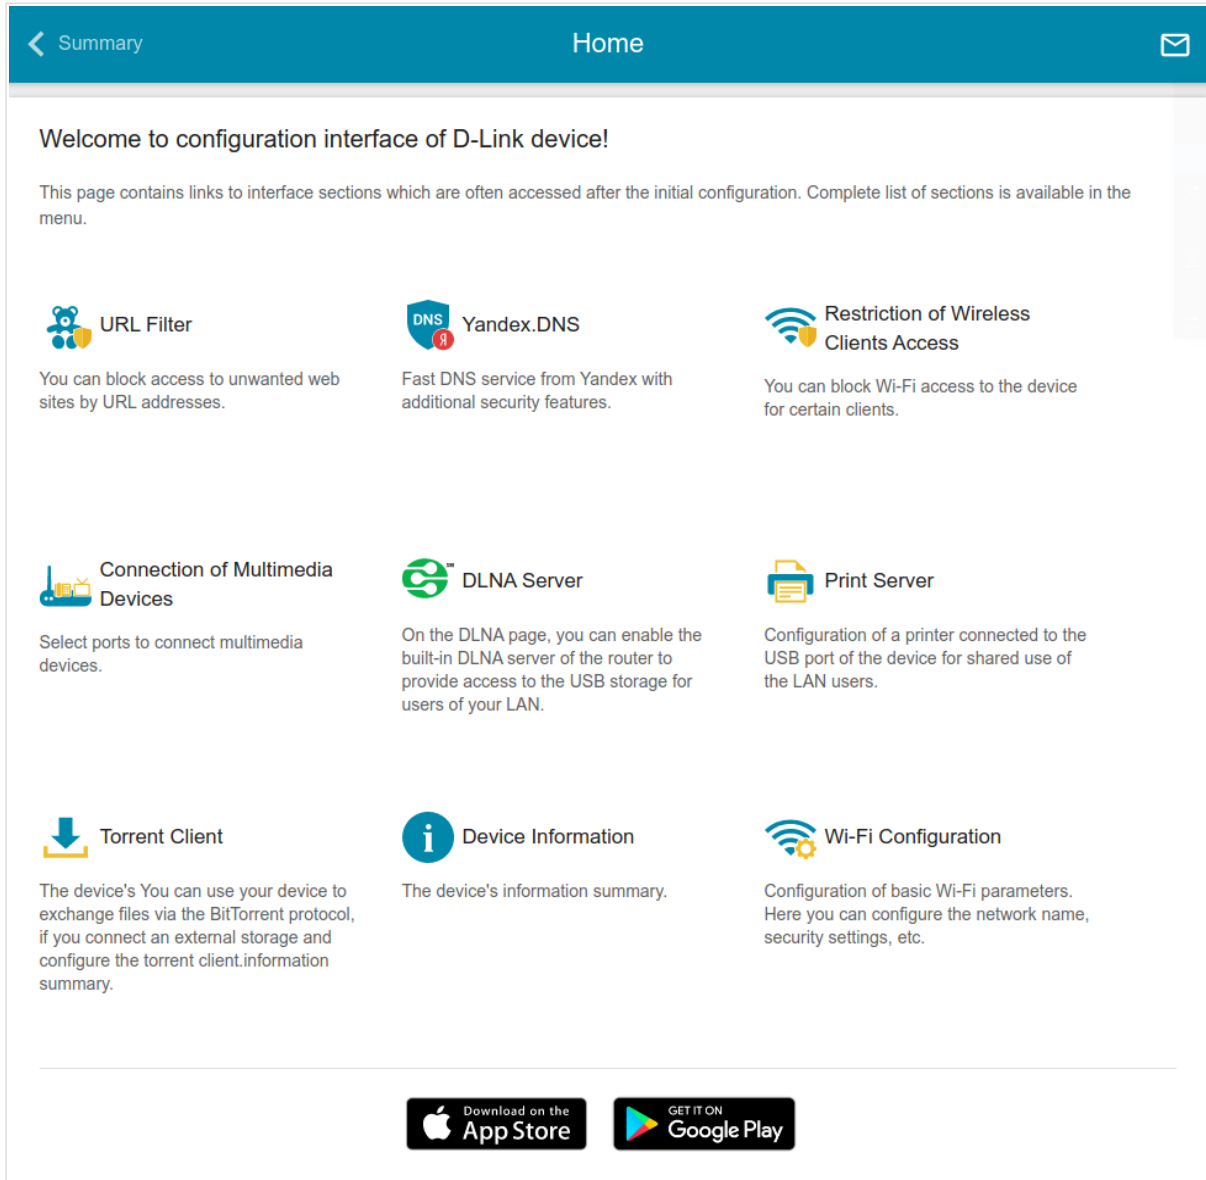 Summary
Home
Welcome to configuration interface of D-Link device!
This page contains links to interface sections which are often accessed after the initial configuration. Complete list of sections is available in the
menu.
URL Filter
You can block access to unwanted web
sites by URL addresses.
DNS
Я
Yandex.DNS
Fast DNS service from Yandex with
additional security features.
Restriction of Wireless
Clients Access
You can block Wi-Fi access to the device
for certain clients.
Connection of Multimedia
Devices
Select ports to connect multimedia
devices.
DLNA Server
On the DLNA page, you can enable the
built-in DLNA server of the router to
provide access to the USB storage for
users of your LAN.
Print Server
Configuration of a printer connected to the
USB port of the device for shared use of
the LAN users.
Torrent Client
The device's You can use your device to
exchange files via the BitTorrent protocol,
if you connect an external storage and
configure the torrent client.information
summary.
i
Device Information
The device's information summary.
Wi-Fi Configuration
Configuration of basic Wi-Fi parameters.
Here you can configure the network name,
security settings, etc.
Download on the
App Store
GET IT ON
Google Play